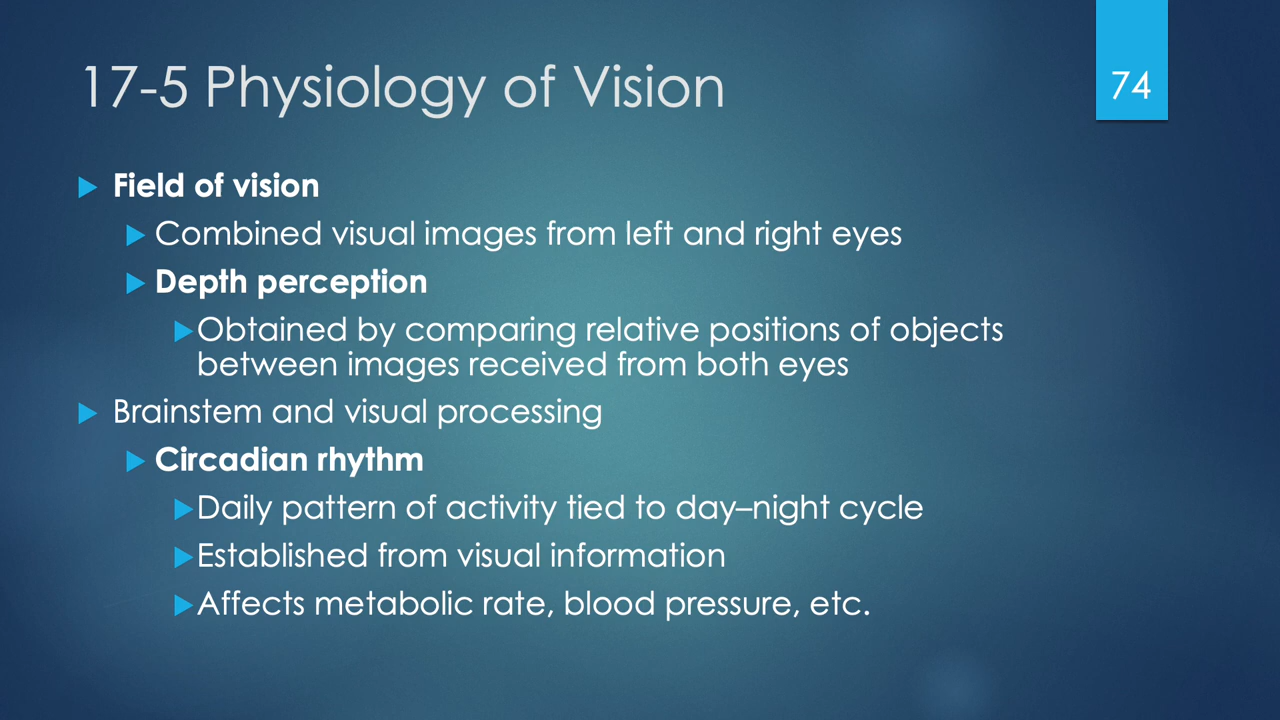 17-5 Physiology of Vision
74
Field of vision
Combined visual images from left and right eyes
Depth perception
Obtained by comparing relative positions of objects
between images received from both eyes
Brainstem and visual processing
Circadian rhythm
Daily pattern of activity tied to day–night cycle
Established from visual information
Affects metabolic rate, blood pressure, etc.